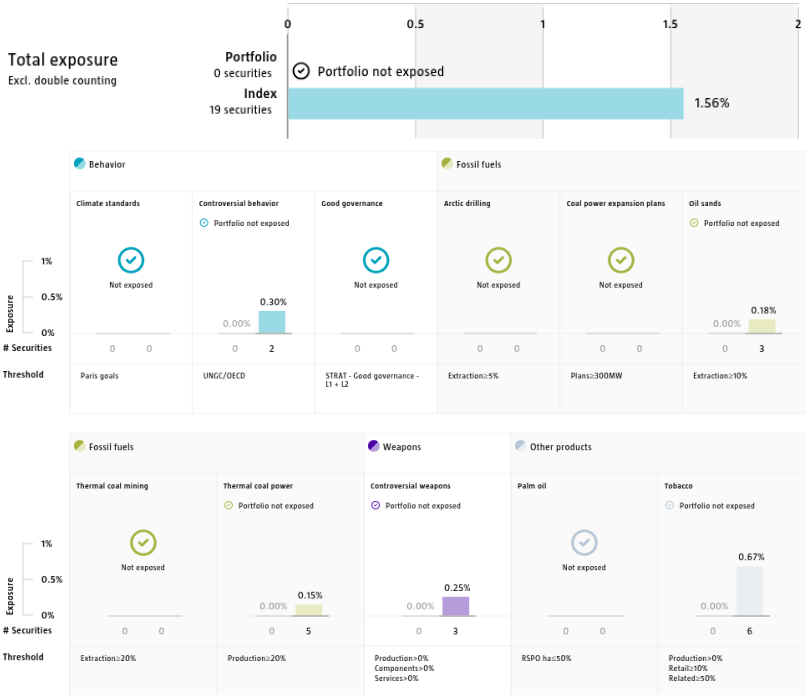 0 0.5 1 1.5 2
Total exposure
Excl. double counting
Portfolio
0 securities
Portfolio not exposed
Index
19 securities
1.56%
Behavior
Fossil fuels
Climate standards
Controversial behavior
Good governance
Arctic drilling
Coal power expansion plans
Oil sands
Portfolio not exposed
Portfolio not exposed
Exposure
1%
0.5%
0%
Not exposed
0.00% 0.30%
Not exposed
Not exposed
Not exposed
0.00% 0.18%
# Securities 0 0 0 2 0 0 0 0 0 0 0 3
Threshold
Paris goals
UNGC/OECD
STRAT - Good governance -
L1 + L2
Extraction≥5%
Plans≥300MW
Extraction≥10%
Fossil fuels
Weapons
Other products
Thermal coal mining
Thermal coal power
Controversial weapons
Palm oil
Tobacco
Portfolio not exposed
Portfolio not exposed
Portfolio not exposed
Exposure
1%
0.5%
0%
Not exposed
0.00% 0.15%
0.00% 0.25%
Not exposed
0.00% 0.67%
# Securities 0 0 0 5 0 3 0 0 0 6
Threshold
Extraction≥20%
Production≥20%
Production>0%
Components>0%
Services>0%
RSPO ha≤50%
Production>0%
Retail≥10%
Related≥50%